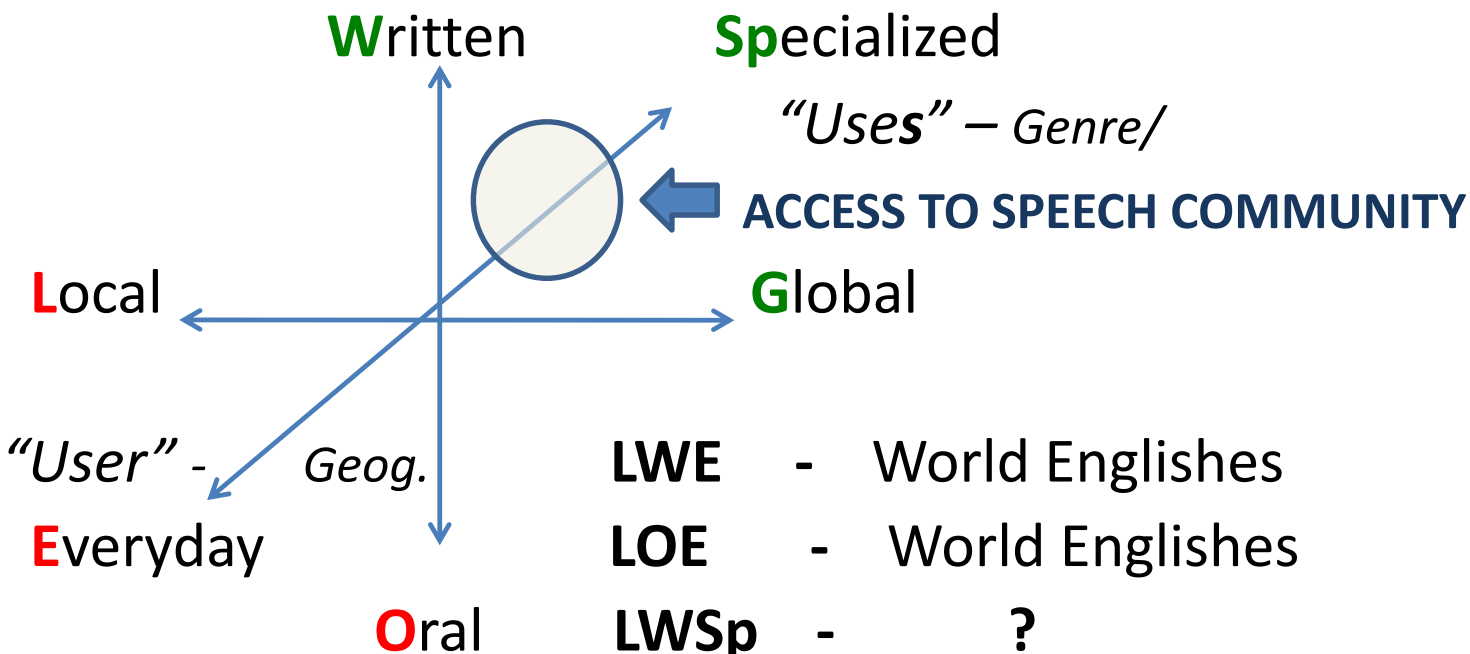 Written Specialized
“Uses” – Genre/
ACCESS TO SPEECH COMMUNITY
Local Global
“User” - Geog. LWE - World Englishes
Everyday LOE - World Englishes
Oral LWSp - ?